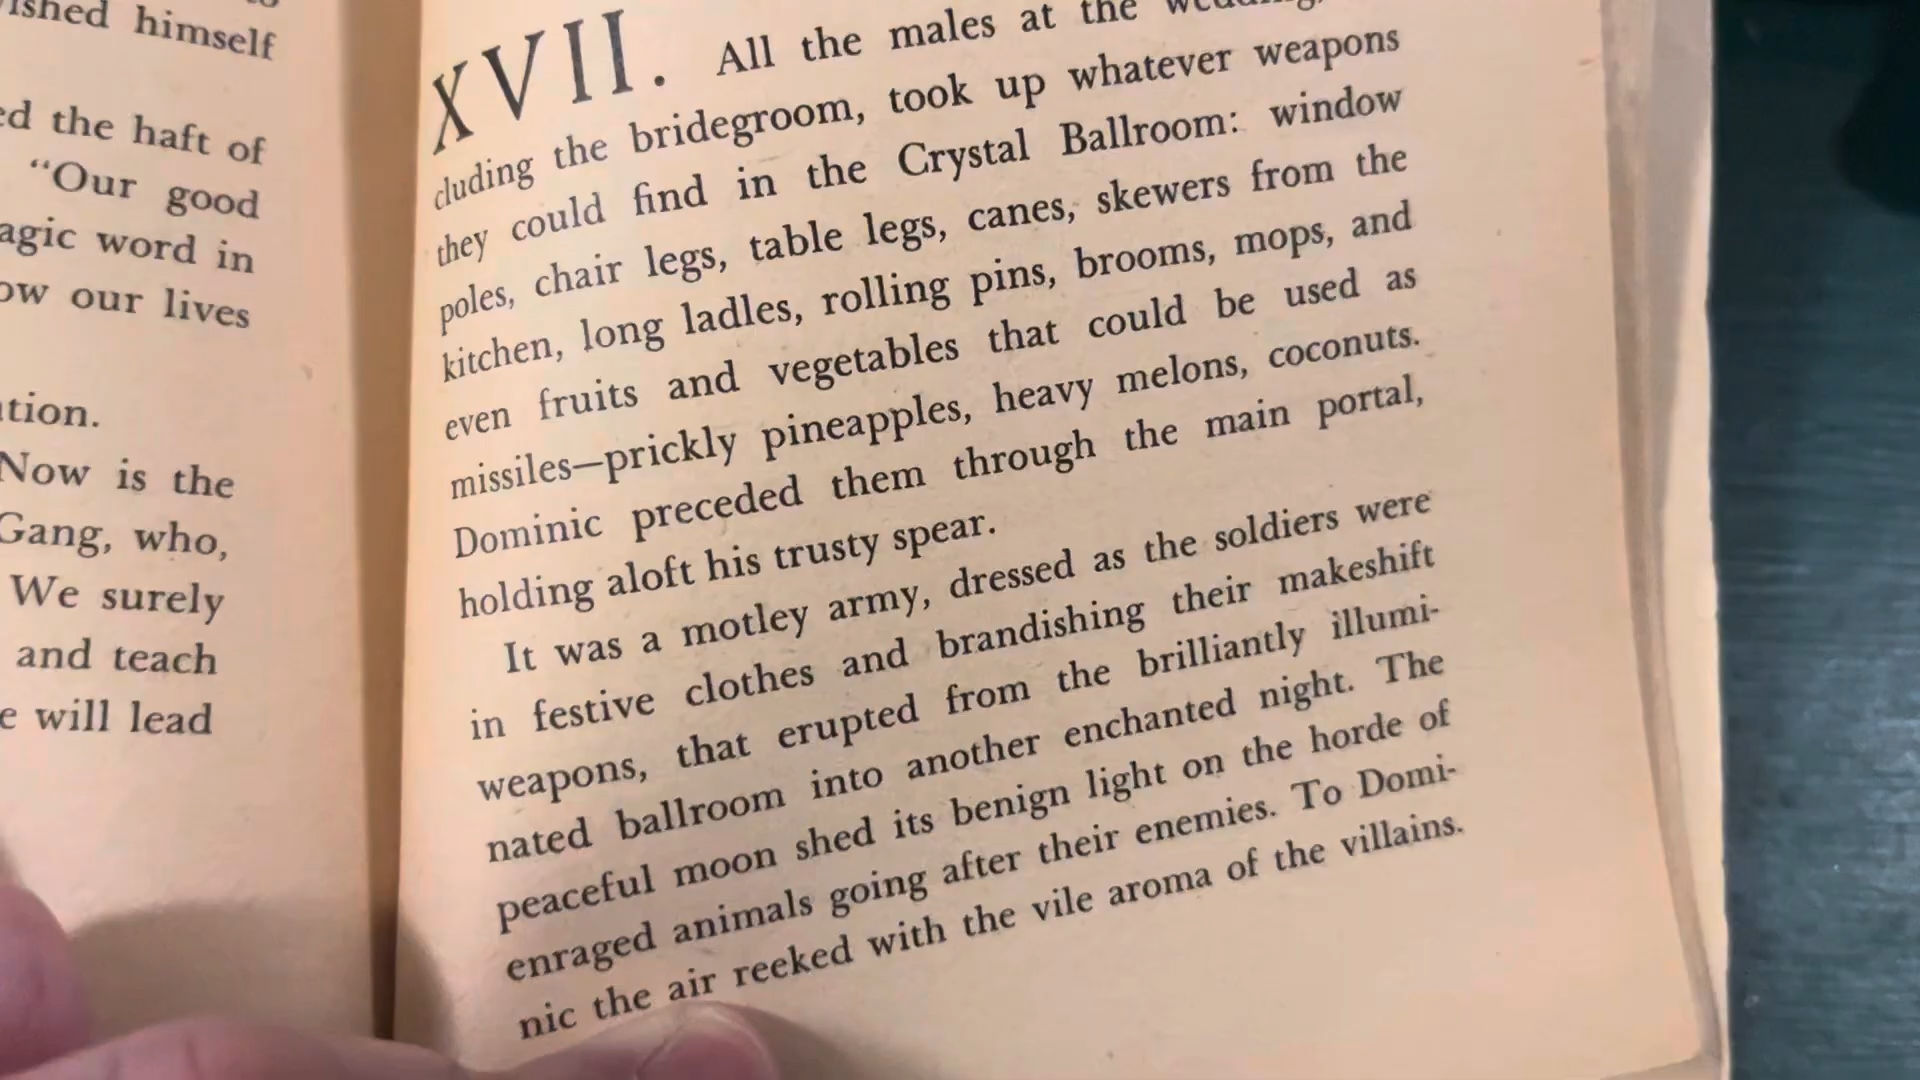 ished himself
ed the haft of
"Our good
agic word in
ow our lives
tion.
Now is the
Gang, who,
We surely
and teach
e will lead
XVII. All the males at the wedding,
cluding the bridegroom, took up whatever weapons
they could find in the Crystal Ballroom: window
poles, chair legs, table legs, canes, skewers from the
kitchen, long ladles, rolling pins, brooms, mops, and
even fruits and vegetables that could be used as
missiles—prickly pineapples, heavy melons, coconuts.
Dominic preceded them through the main portal,
holding aloft his trusty spear.
It was a motley army, dressed as the soldiers were
in festive clothes and brandishing their makeshift
weapons, that erupted from the brilliantly illumi-
nated ballroom into another enchanted night. The
peaceful moon shed its benign light on the horde of
enraged animals going after their enemies. To Domi-
nic the air reeked with the vile aroma of the villains.